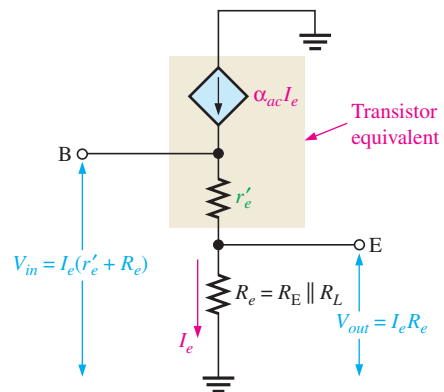 α_ac I_e
Transistor
equivalent
B
r'_e
E
V_in = I_e(r'_e + R_e)
R_e = R_E || R_L
V_out = I_e R_e
I_e